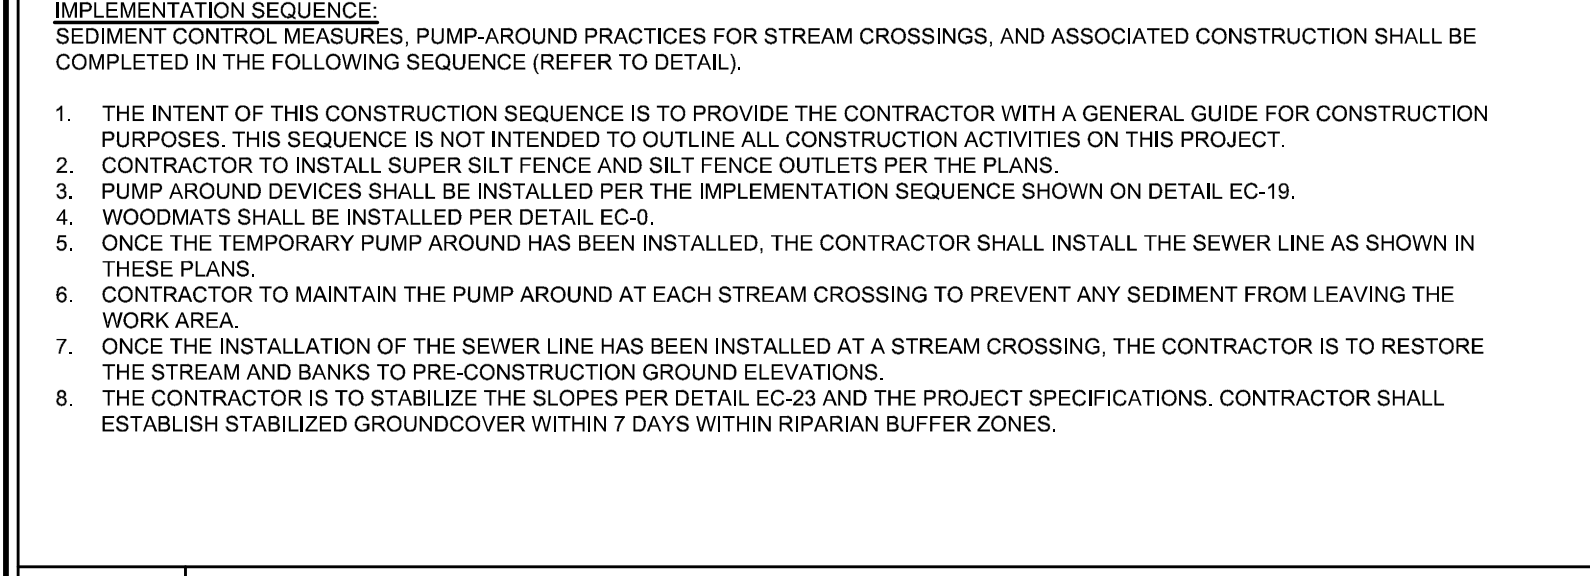 IMPLEMENTATION SEQUENCE:
SEDIMENT CONTROL MEASURES, PUMP-AROUND PRACTICES FOR STREAM CROSSINGS, AND ASSOCIATED CONSTRUCTION SHALL BE
COMPLETED IN THE FOLLOWING SEQUENCE (REFER TO DETAIL).
1. THE INTENT OF THIS CONSTRUCTION SEQUENCE IS TO PROVIDE THE CONTRACTOR WITH A GENERAL GUIDE FOR CONSTRUCTION
PURPOSES. THIS SEQUENCE IS NOT INTENDED TO OUTLINE ALL CONSTRUCTION ACTIVITIES ON THIS PROJECT.
2. CONTRACTOR TO INSTALL SUPER SILT FENCE AND SILT FENCE OUTLETS PER THE PLANS.
3. PUMP AROUND DEVICES SHALL BE INSTALLED PER THE IMPLEMENTATION SEQUENCE SHOWN ON DETAIL EC-19.
4. WOODMATS SHALL BE INSTALLED PER DETAIL EC-0.
5. ONCE THE TEMPORARY PUMP AROUND HAS BEEN INSTALLED, THE CONTRACTOR SHALL INSTALL THE SEWER LINE AS SHOWN IN
THESE PLANS.
6. CONTRACTOR TO MAINTAIN THE PUMP AROUND AT EACH STREAM CROSSING TO PREVENT ANY SEDIMENT FROM LEAVING THE
WORK AREA.
7. ONCE THE INSTALLATION OF THE SEWER LINE HAS BEEN INSTALLED AT A STREAM CROSSING, THE CONTRACTOR IS TO RESTORE
THE STREAM AND BANKS TO PRE-CONSTRUCTION GROUND ELEVATIONS.
8. THE CONTRACTOR IS TO STABILIZE THE SLOPES PER DETAIL EC-23 AND THE PROJECT SPECIFICATIONS. CONTRACTOR SHALL
ESTABLISH STABILIZED GROUNDCOVER WITHIN 7 DAYS WITHIN RIPARIAN BUFFER ZONES.